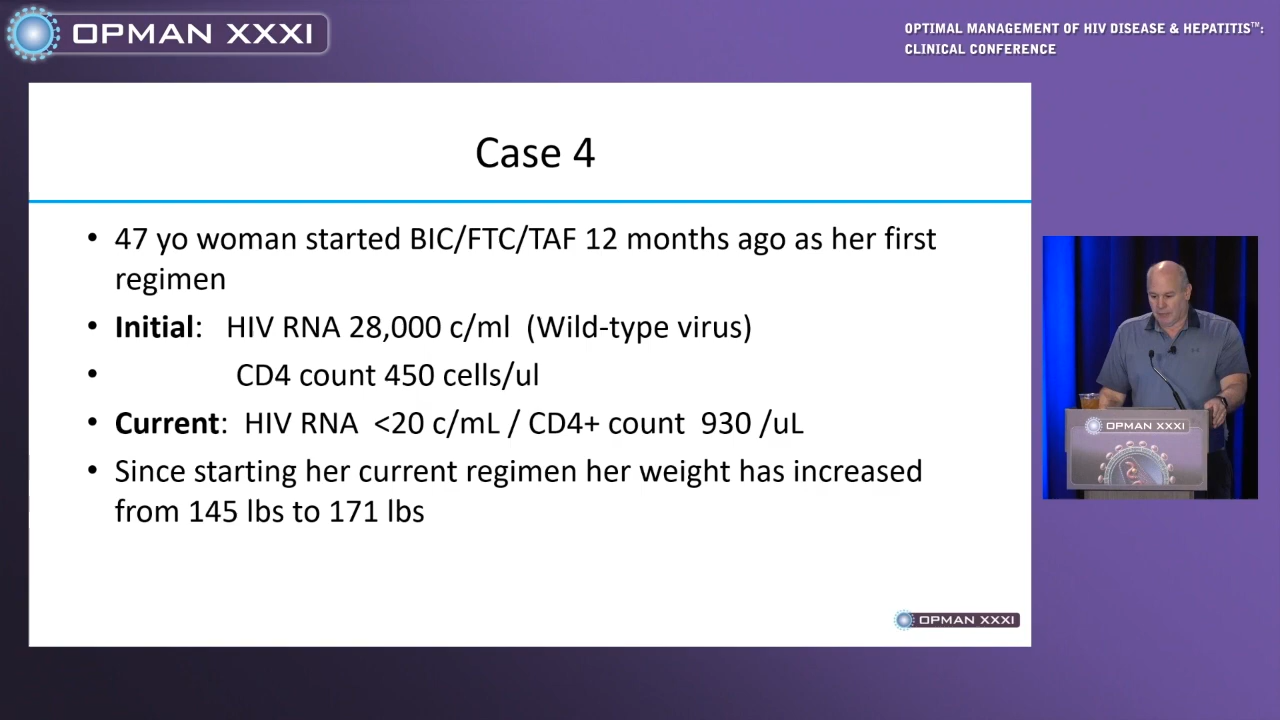 OPMAN XXXI
OPTIMAL MANAGEMENT OF HIV DISEASE & HEPATITIS™:
CLINICAL CONFERENCE
Case 4
• 47 yo woman started BIC/FTC/TAF 12 months ago as her first
regimen
• Initial: HIV RNA 28,000 c/ml (Wild-type virus)
• CD4 count 450 cells/ul
• Current: HIV RNA <20 c/mL / CD4+ count 930 /uL
• Since starting her current regimen her weight has increased
from 145 lbs to 171 lbs
OPMAN XXXI
OPMAN XXXI